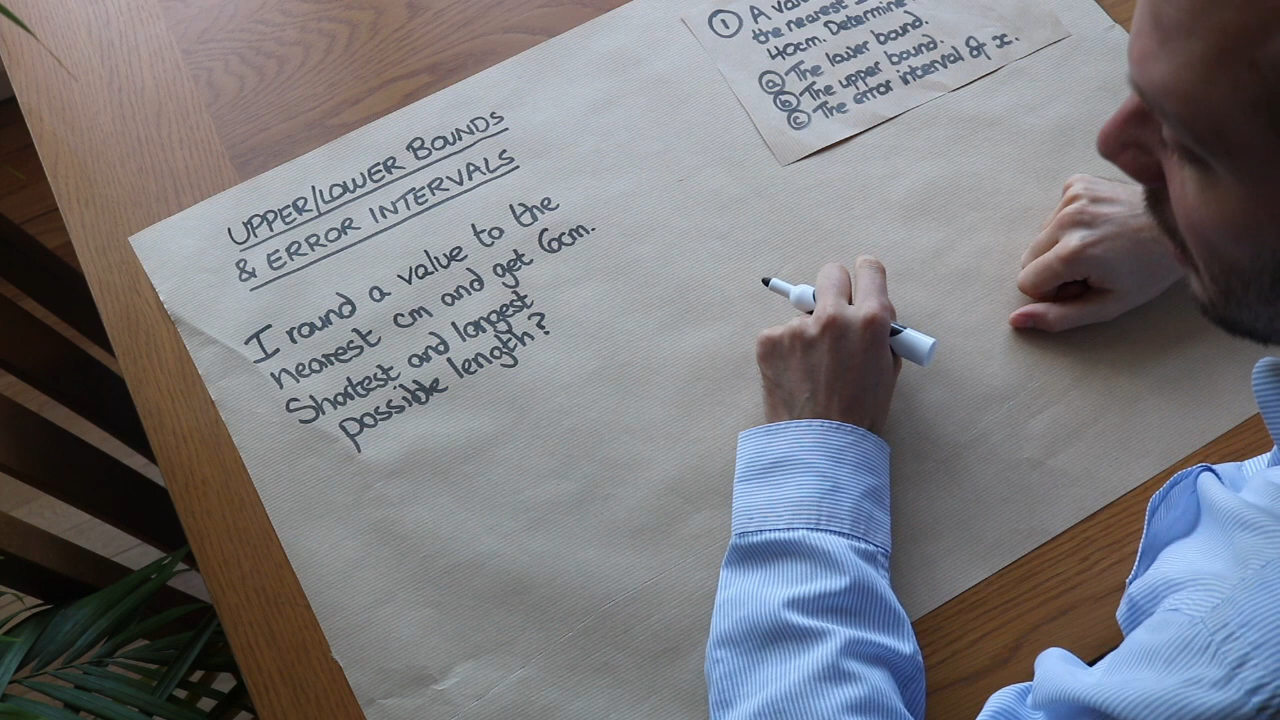 UPPER/LOWER BOUNDS
& ERROR INTERVALS
I round a value to the
nearest cm and get 6cm.
Shortest and longest
possible length?
① A
the nearest
40cm. Determine
ⓐ The lower bound.
ⓑ The upper bound.
ⓒ The error interval of x.